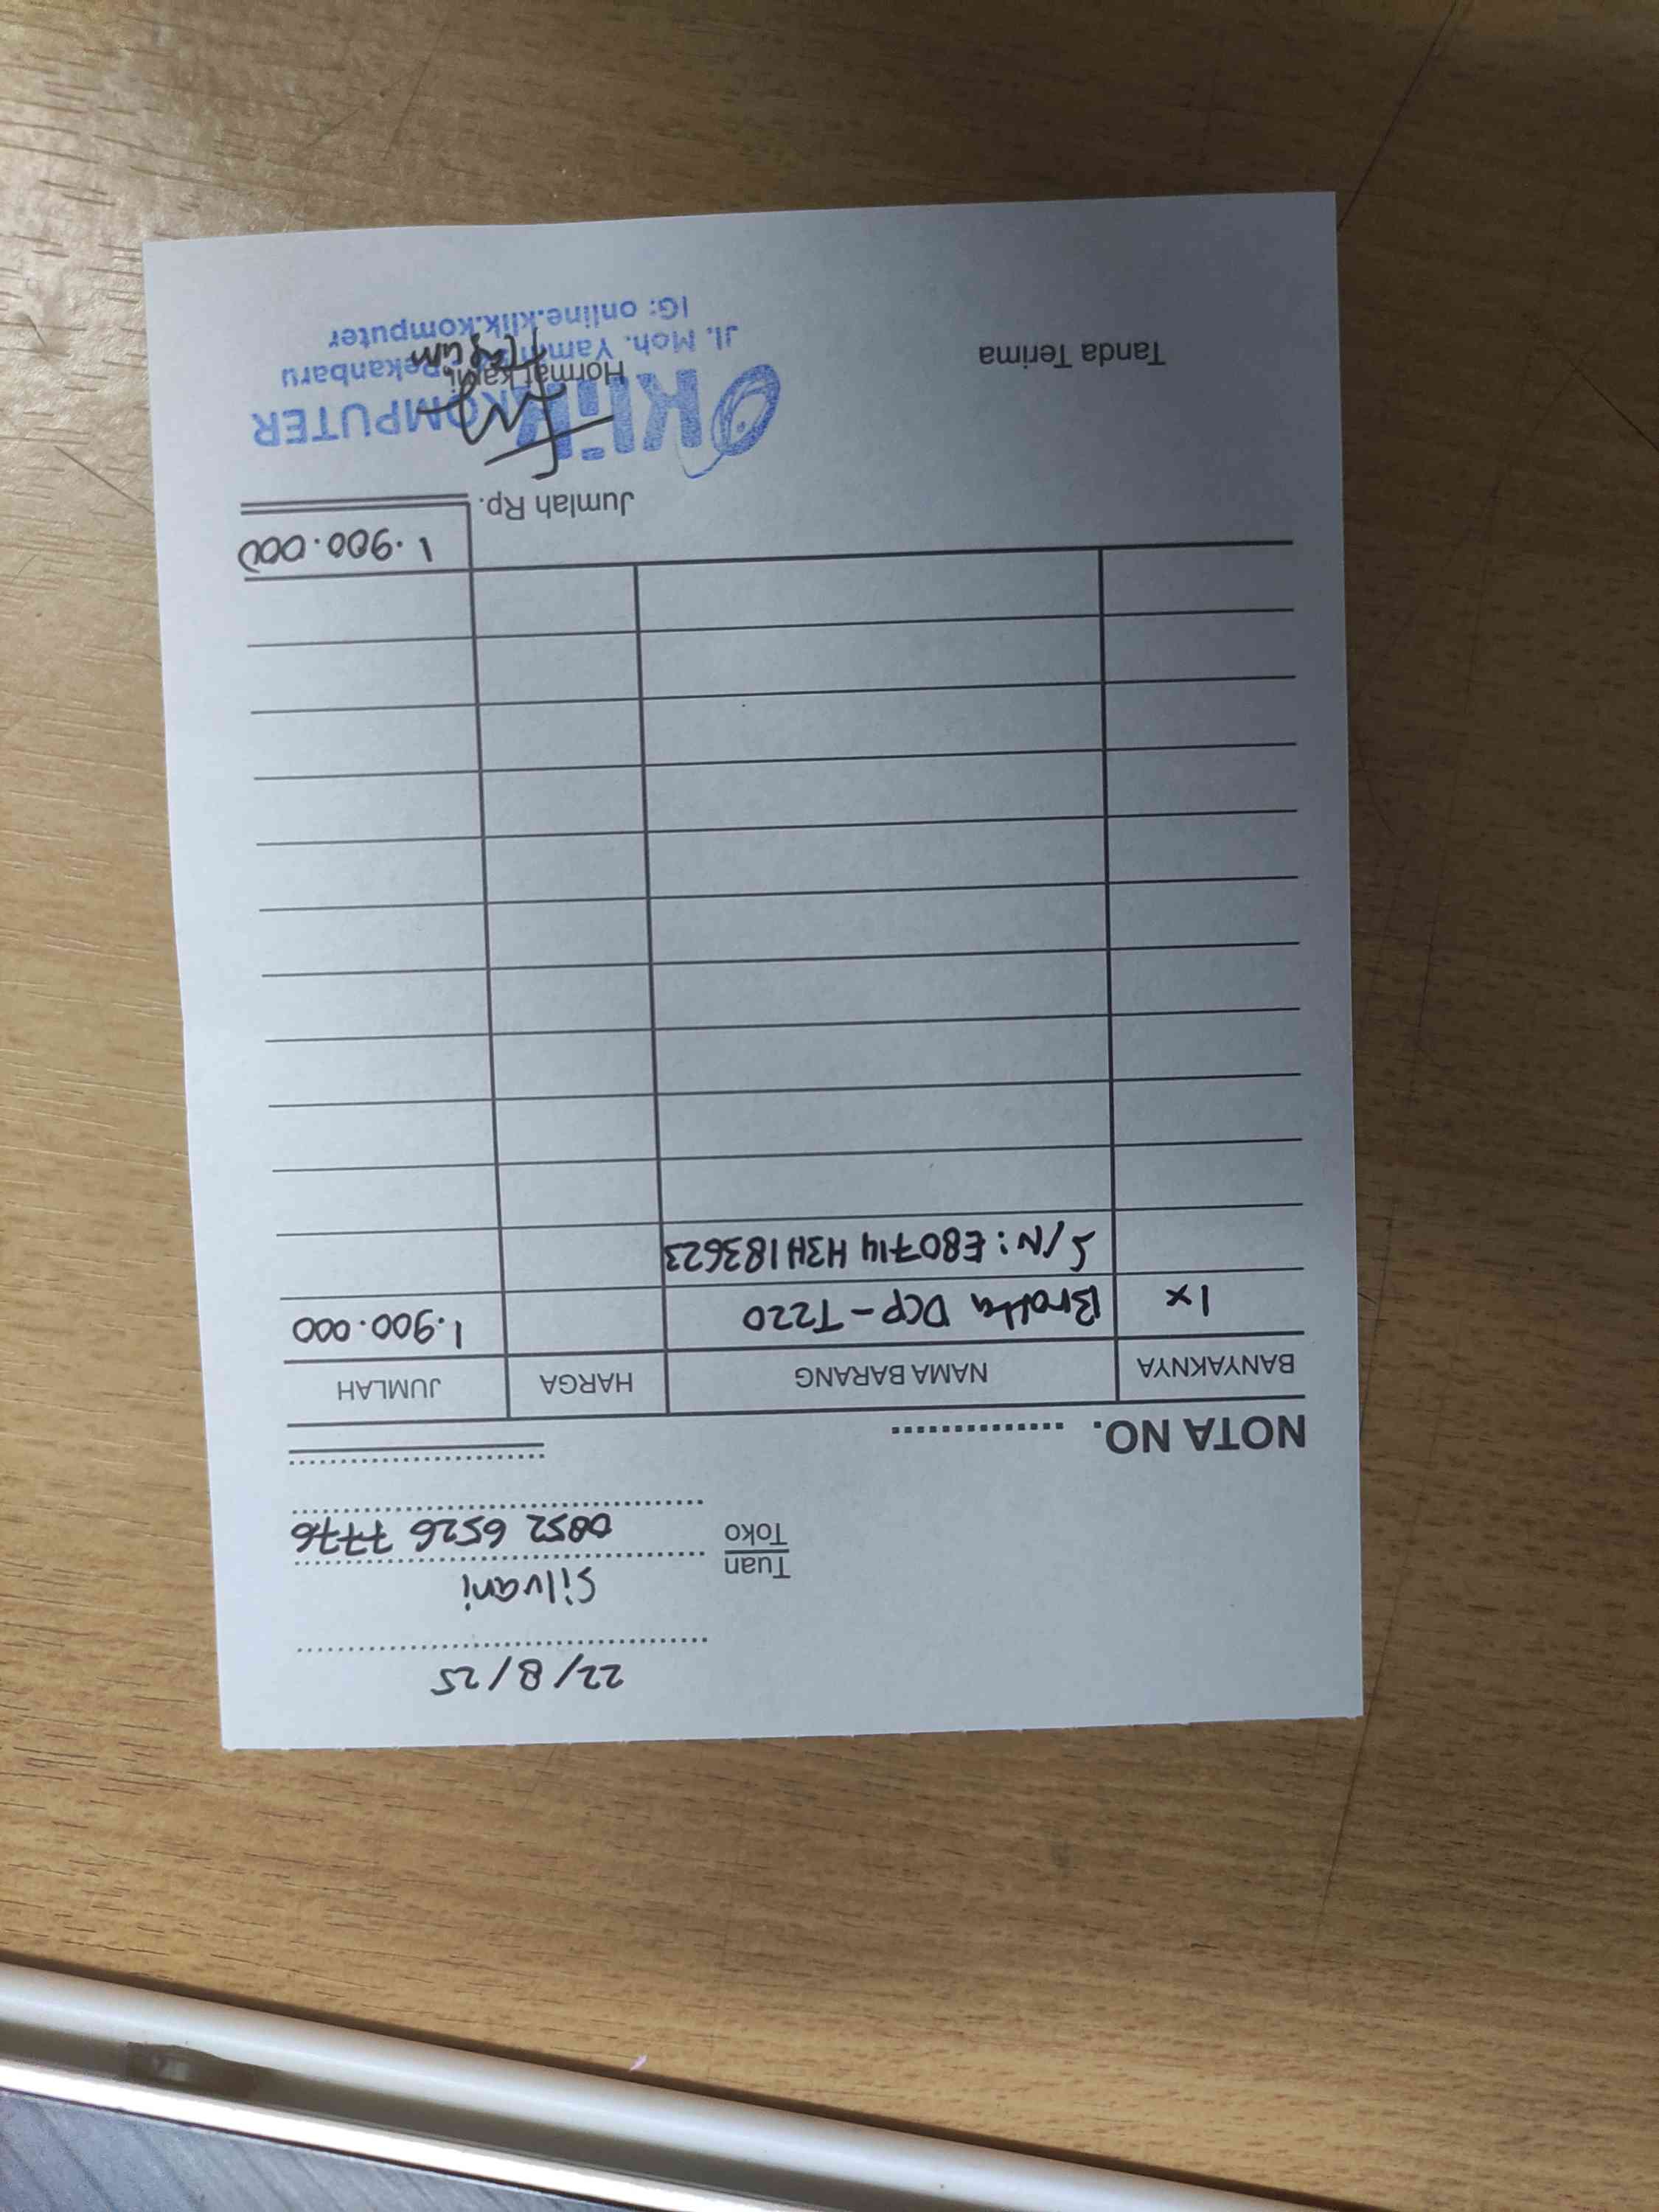 22/8/25
Tuan Silvani
Toko 0852 6526 7776
NOTA NO. ...............
BANYAKNYA NAMA BARANG HARGA JUMLAH
1x Brother DCP-T220 1.900.000
S/N: E80714H3H183623
Jumlah Rp. 1.900.000
Tanda Terima Hormat kami,
KLiK KOMPUTER
Jl. Moh. Yamin Pekanbaru
IG: online.klik.komputer